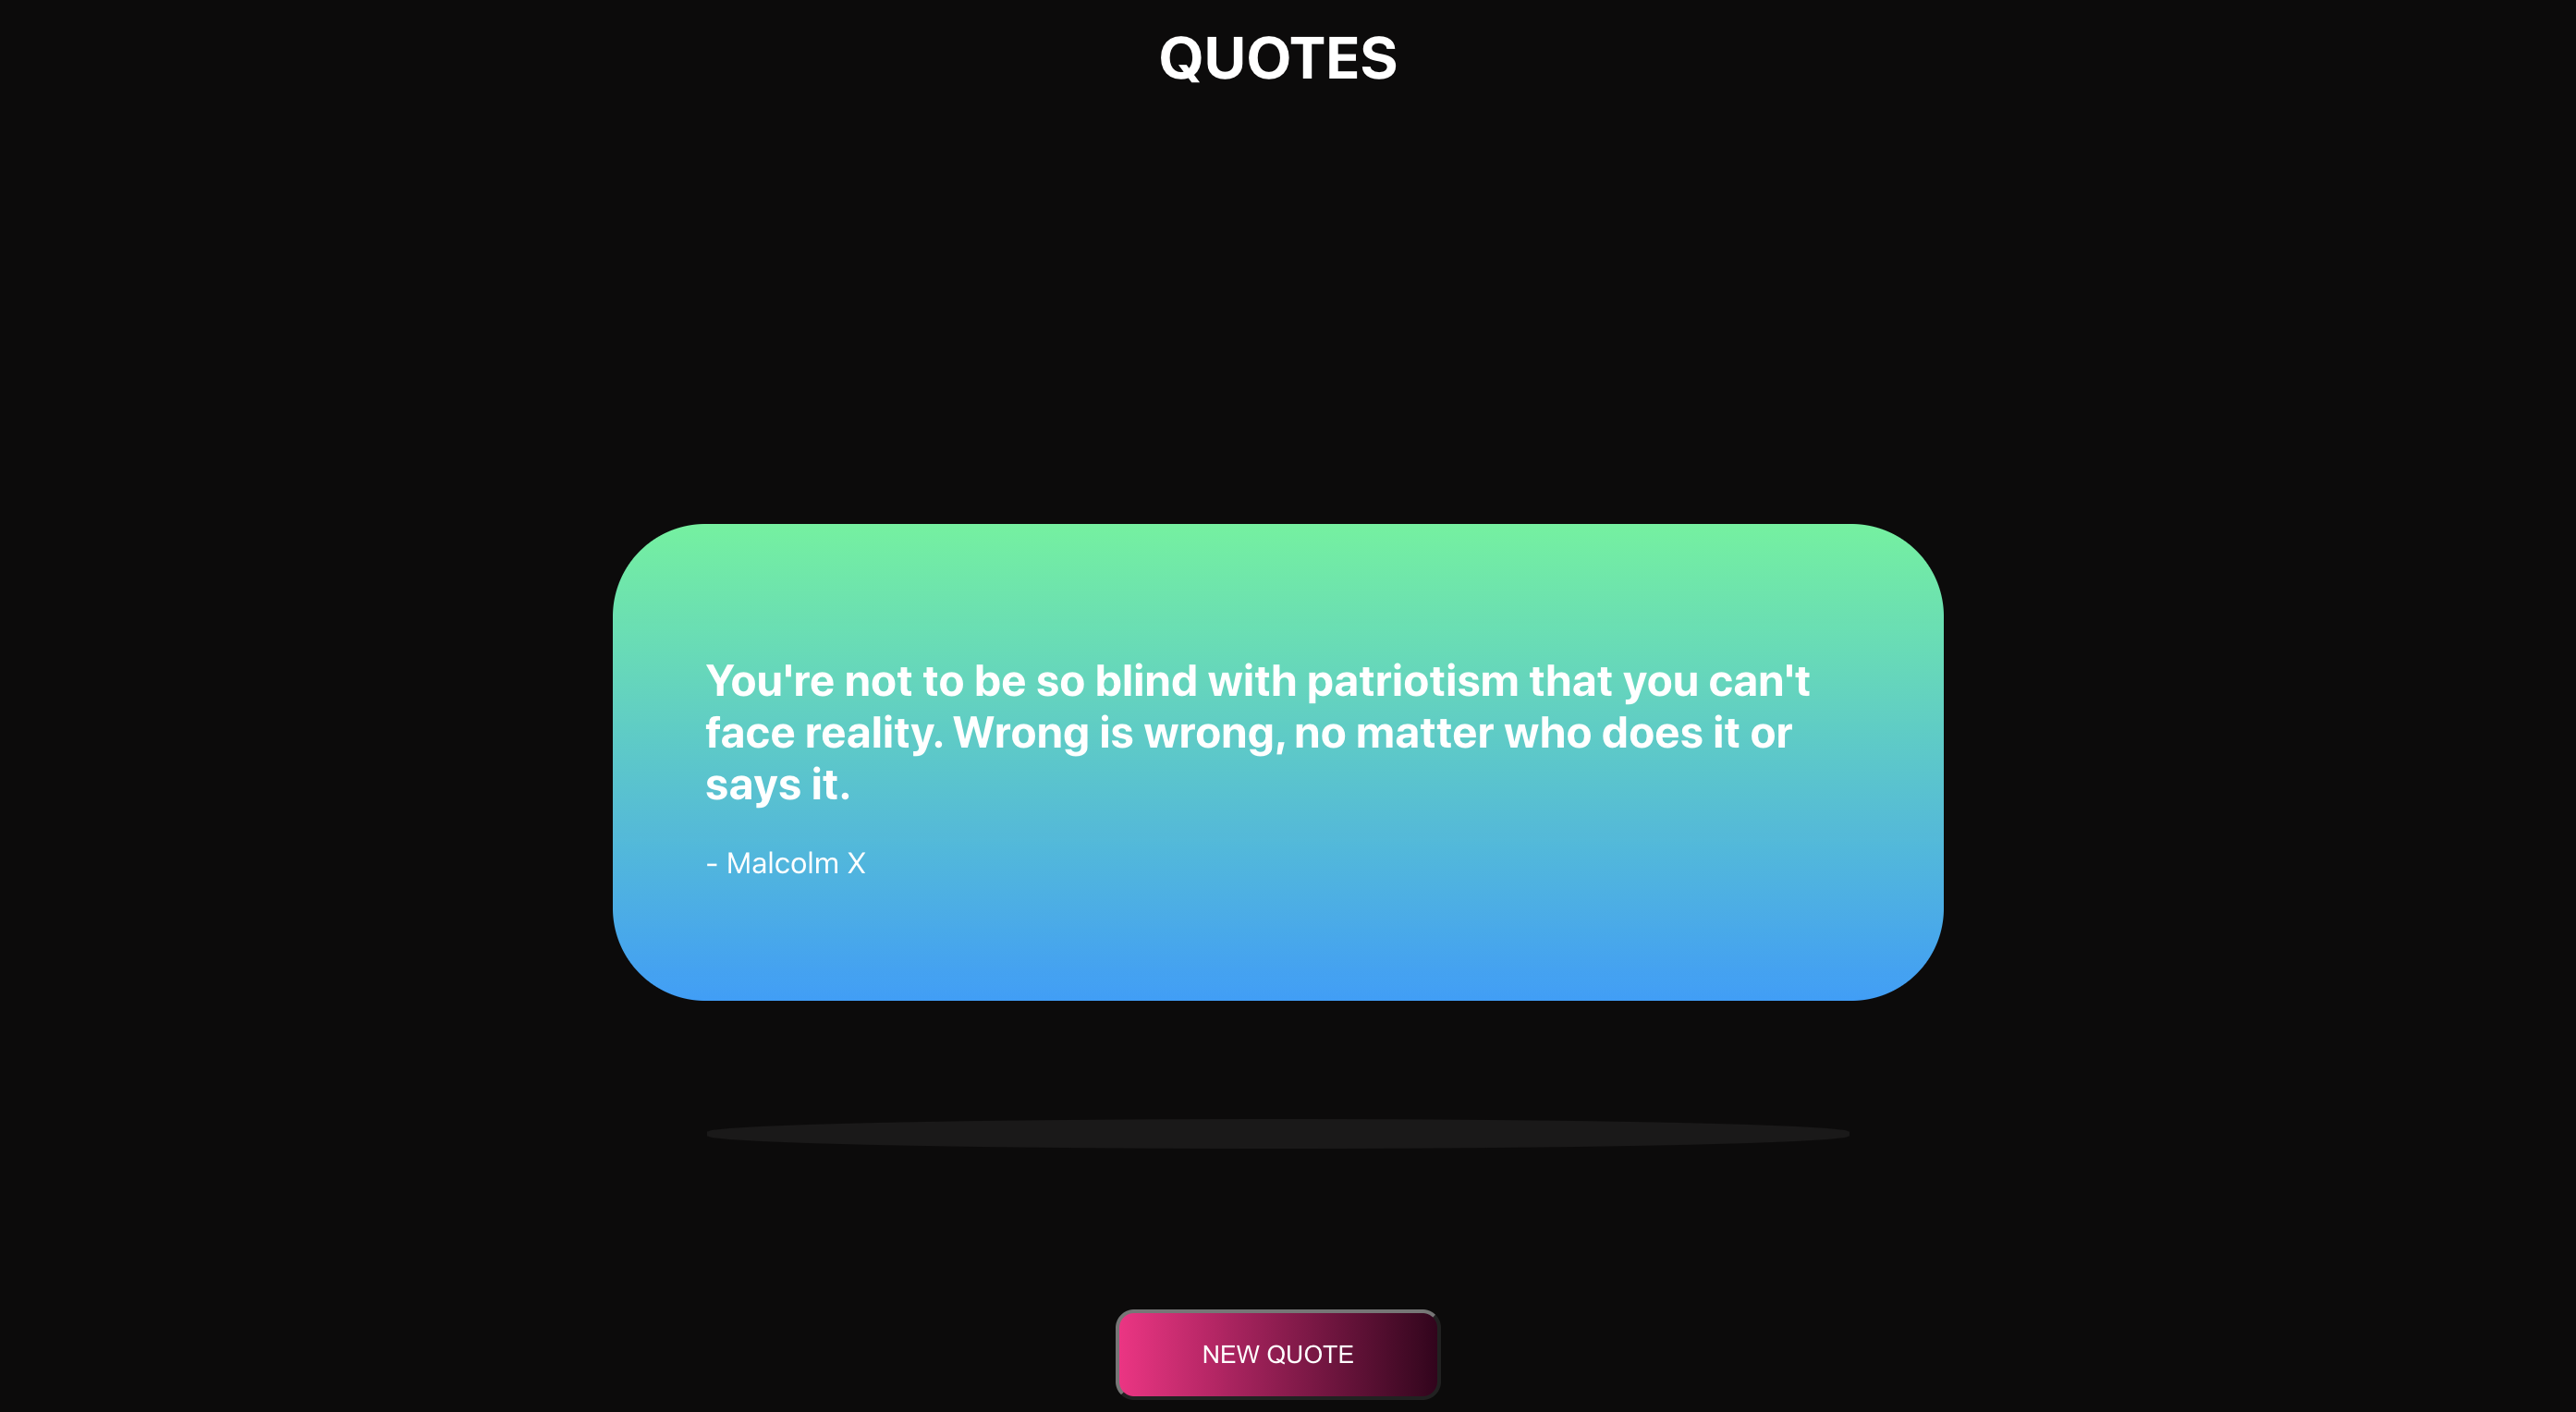 QUOTES
You're not to be so blind with patriotism that you can't
face reality. Wrong is wrong, no matter who does it or
says it.
- Malcolm X
NEW QUOTE